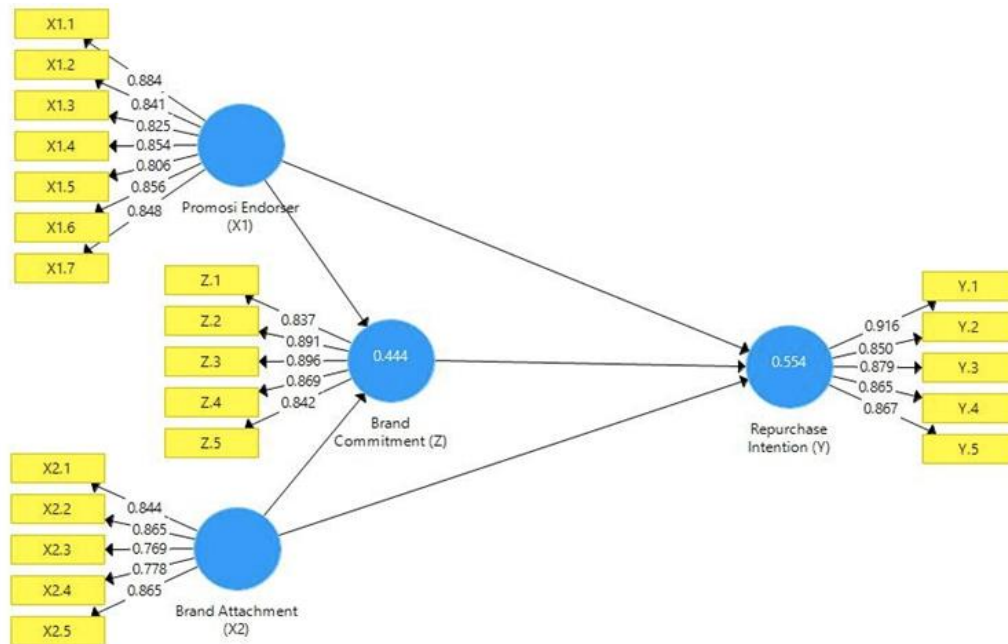 X1.1
X1.2
X1.3
X1.4
X1.5
X1.6
X1.7
0.884
0.841
0.825
0.854
0.806
0.856
0.848
Promosi Endorser
(X1)
Z.1
Z.2
Z.3
Z.4
Z.5
0.837
0.891
0.896
0.869
0.842
0.444
Brand
Commitment (Z)
X2.1
X2.2
X2.3
X2.4
X2.5
0.844
0.865
0.769
0.778
0.865
Brand Attachment
(X2)
0.554
Repurchase
Intention (Y)
0.916
0.850
0.879
0.865
0.867
Y.1
Y.2
Y.3
Y.4
Y.5